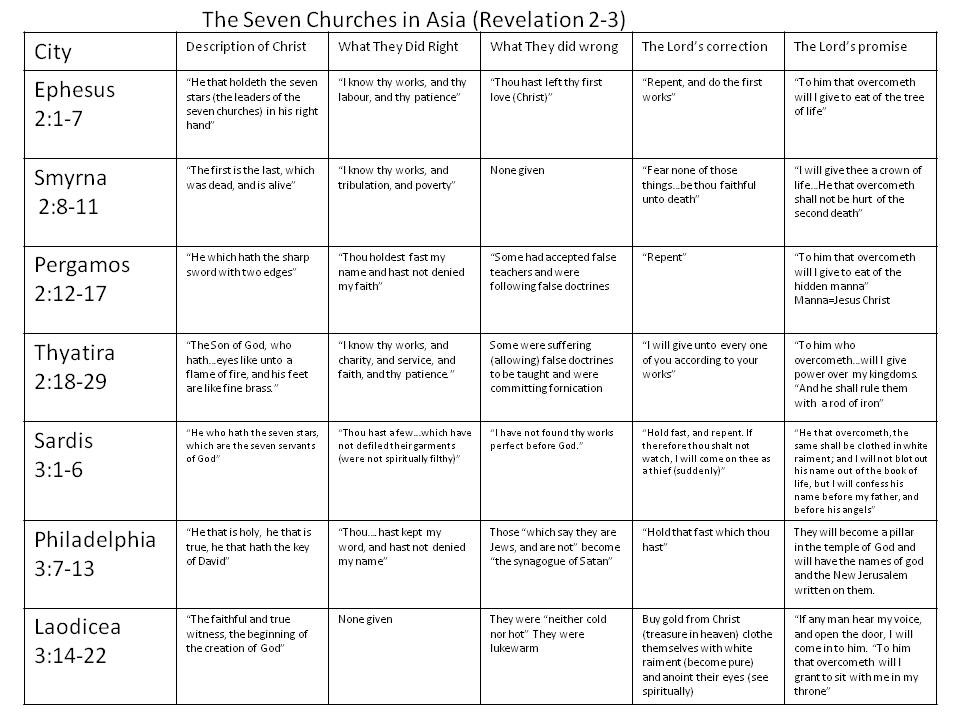 The Seven Churches in Asia (Revelation 2-3)
City
Description of Christ
What They Did Right
What They did wrong
The Lord's correction
The Lord's promise
Ephesus
2:1-7
"He that holdeth the seven
stars (the leaders of the
seven churches) in his right
hand"
"I know thy works, and thy
labour, and thy patience"
"Thou hast left thy first
love (Christ)"
"Repent, and do the first
works"
"To him that overcometh
will I give to eat of the tree
of life"
Smyrna
2:8-11
"The first is the last, which
was dead, and is alive"
"I know thy works, and
tribulation, and poverty"
None given
"Fear none of those
things...be thou faithful
unto death"
"I will give thee a crown of
life...He that overcometh
shall not be hurt of the
second death"
Pergamos
2:12-17
"He which hath the sharp
sword with two edges"
"Thou holdest fast my
name and hast not denied
my faith"
"Some had accepted false
teachers and were
following false doctrines
"Repent"
"To him that overcometh
will I give to eat of the
hidden manna"
Manna=Jesus Christ
Thyatira
2:18-29
"The Son of God, who
hath...eyes like unto a
flame of fire, and his feet
are like fine brass."
"I know thy works, and
charity, and service, and
faith, and thy patience."
Some were suffering
(allowing) false doctrines
to be taught and were
committing fornication
"I will give unto every one
of you according to your
works"
"To him who
overcometh...will I give
power over my kingdoms.
"And he shall rule them
with a rod of iron"
Sardis
3:1-6
"He who hath the seven stars,
which are the seven servants
of God"
"Thou hast a few....which have
not defiled their garments
(were not spiritually filthy)"
"I have not found thy works
perfect before God."
"Hold fast, and repent. If
therefore thou shalt not
watch, I will come on thee as
a thief (suddenly)"
"He that overcometh, the
same shall be clothed in white
raiment; and I will not blot out
his name out of the book of
life, but I will confess his
name before my father, and
before his angels"
Philadelphia
3:7-13
"He that is holy, he that is
true, he that hath the key
of David"
"Thou.... hast kept my
word, and hast not denied
my name"
Those "which say they are
Jews, and are not" become
"the synagogue of Satan"
"Hold that fast which thou
hast"
They will become a pillar
in the temple of God and
will have the names of god
and the New Jerusalem
written on them.
Laodicea
3:14-22
"The faithful and true
witness, the beginning of
the creation of God"
None given
They were "neither cold
nor hot" They were
lukewarm
Buy gold from Christ
(treasure in heaven) clothe
themselves with white
raiment (become pure)
and anoint their eyes (see
spiritually)
"If any man hear my voice,
and open the door, I will
come in to him. "To him
that overcometh will I
grant to sit with me in my
throne"